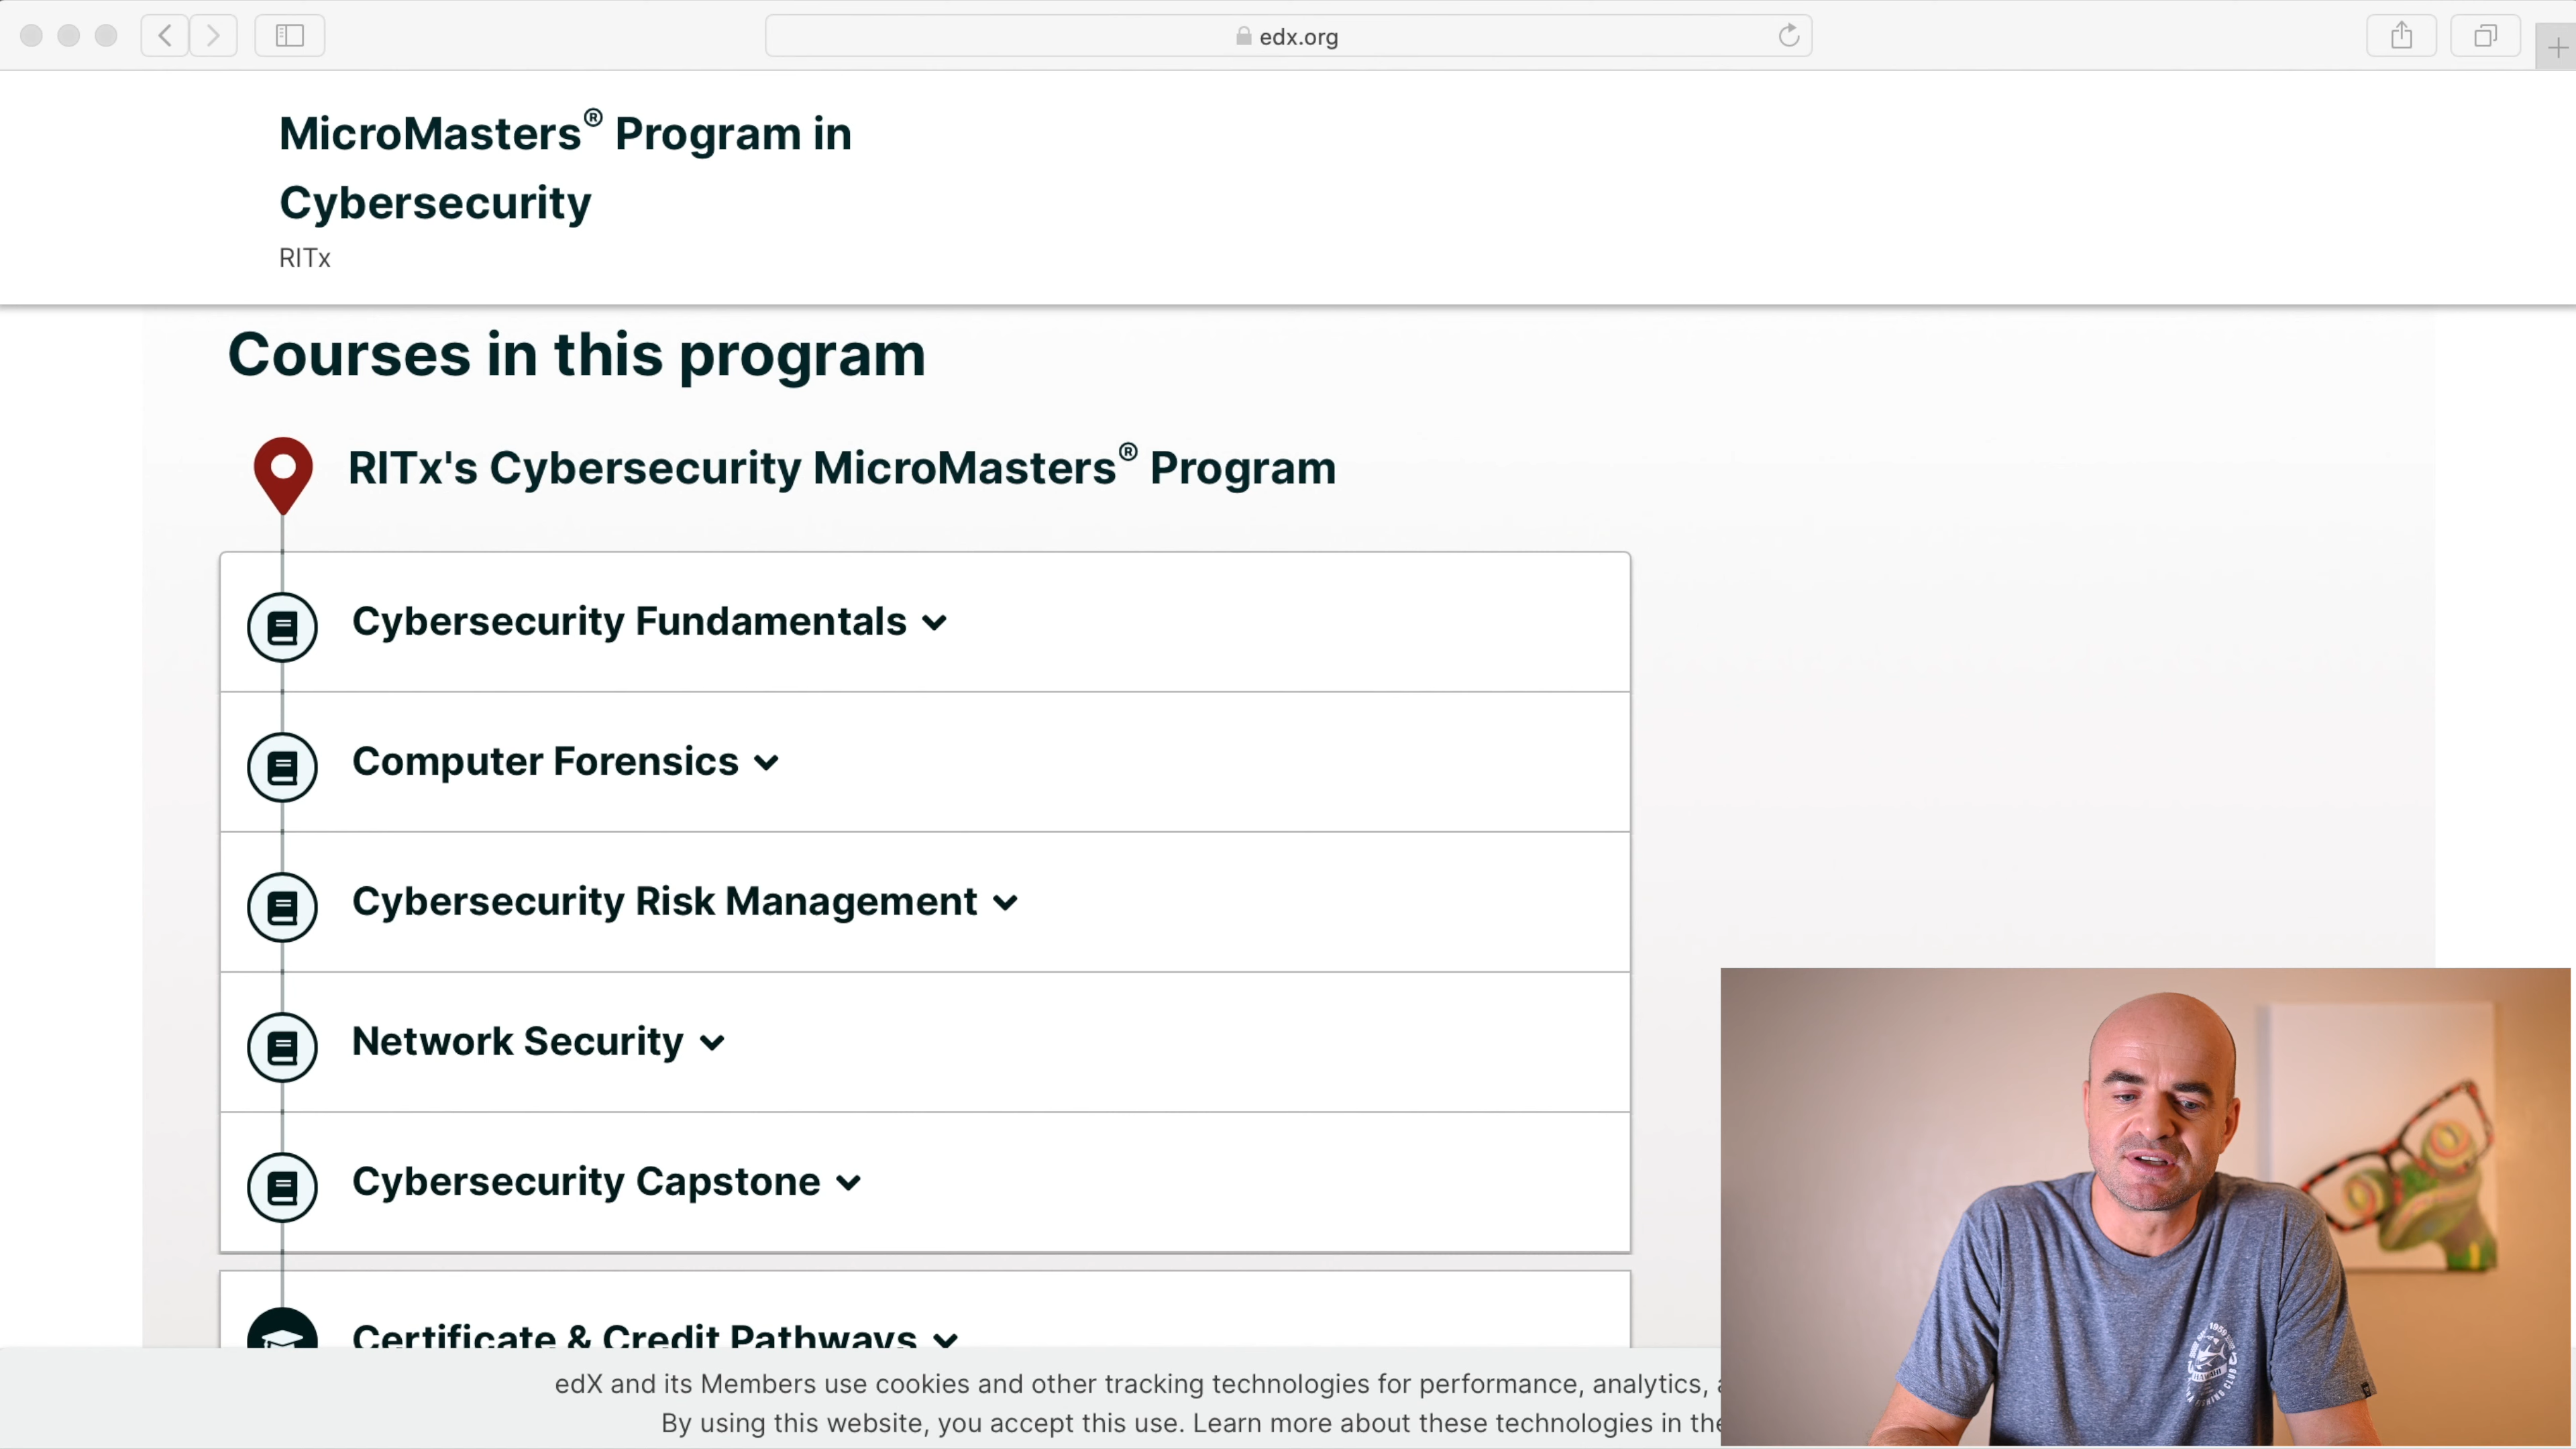 edx.org
MicroMasters® Program in
Cybersecurity
RITx
Courses in this program
RITx's Cybersecurity MicroMasters® Program
Cybersecurity Fundamentals
Computer Forensics
Cybersecurity Risk Management
Network Security
Cybersecurity Capstone
Certificate & Credit Pathways
edX and its Members use cookies and other tracking technologies for performance, analytics,
By using this website, you accept this use. Learn more about these technologies in the
1959